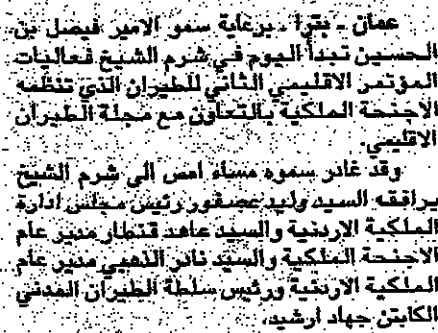 عمان - بترا - برعاية سمو الامير فيصل بن
الحسين تبدأ اليوم في شرم الشيخ فعاليات
المؤتمر الاقليمي الثاني للطيران الذي تنظمه
الاجنحة الملكية بالتعاون مع مجلة الطيران
الاقليمي.
وقد غادر سموه مساء امس الى شرم الشيخ
يرافقه السيد وليد عصفور رئيس مجلس ادارة
الملكية الاردنية والسيد عاهد قنطار مدير عام
الاجنحة الملكية والسيد نادر الذهبي مدير عام
الملكية الاردنية ورئيس سلطة الطيران المدني
الكابتن جهاد ارشيد.